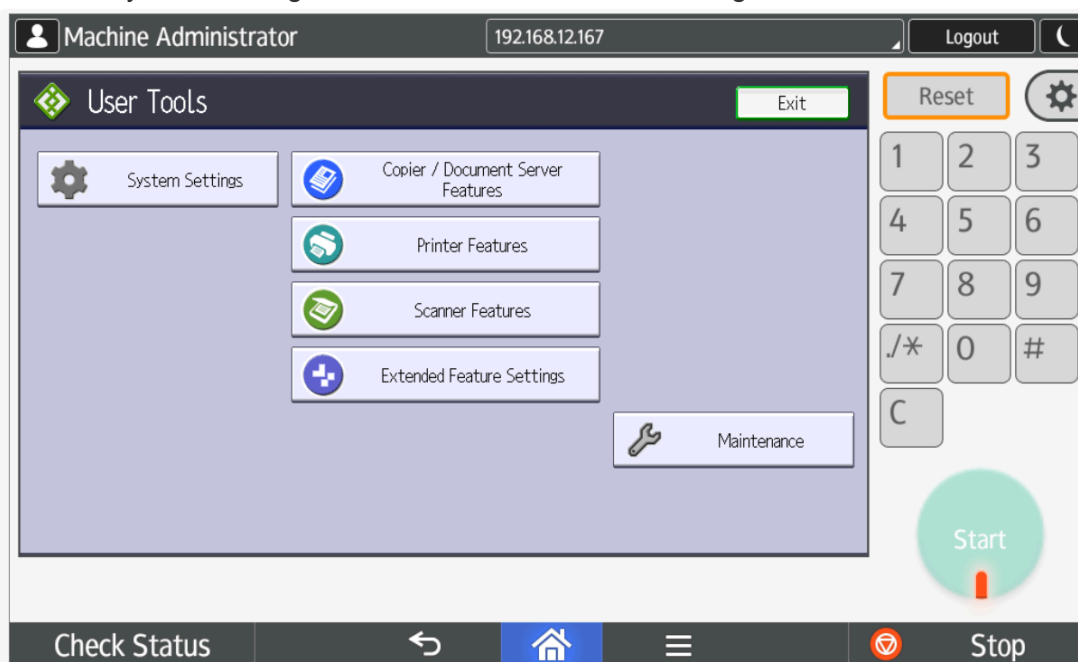 Machine Administrator
192.168.12.167
Logout
User Tools
Exit
Reset
System Settings
Copier / Document Server
Features
Printer Features
Scanner Features
Extended Feature Settings
Maintenance
1 2 3
4 5 6
7 8 9
./* 0 #
C
Start
Check Status
Stop